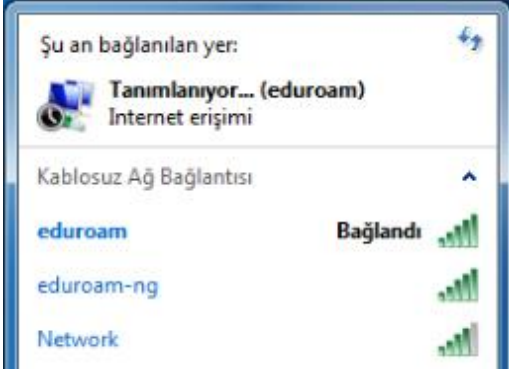 Şu an bağlanılan yer:
Tanımlanıyor... (eduroam)
Internet erişimi
Kablosuz Ağ Bağlantısı
eduroam Bağlandı
eduroam-ng
Network